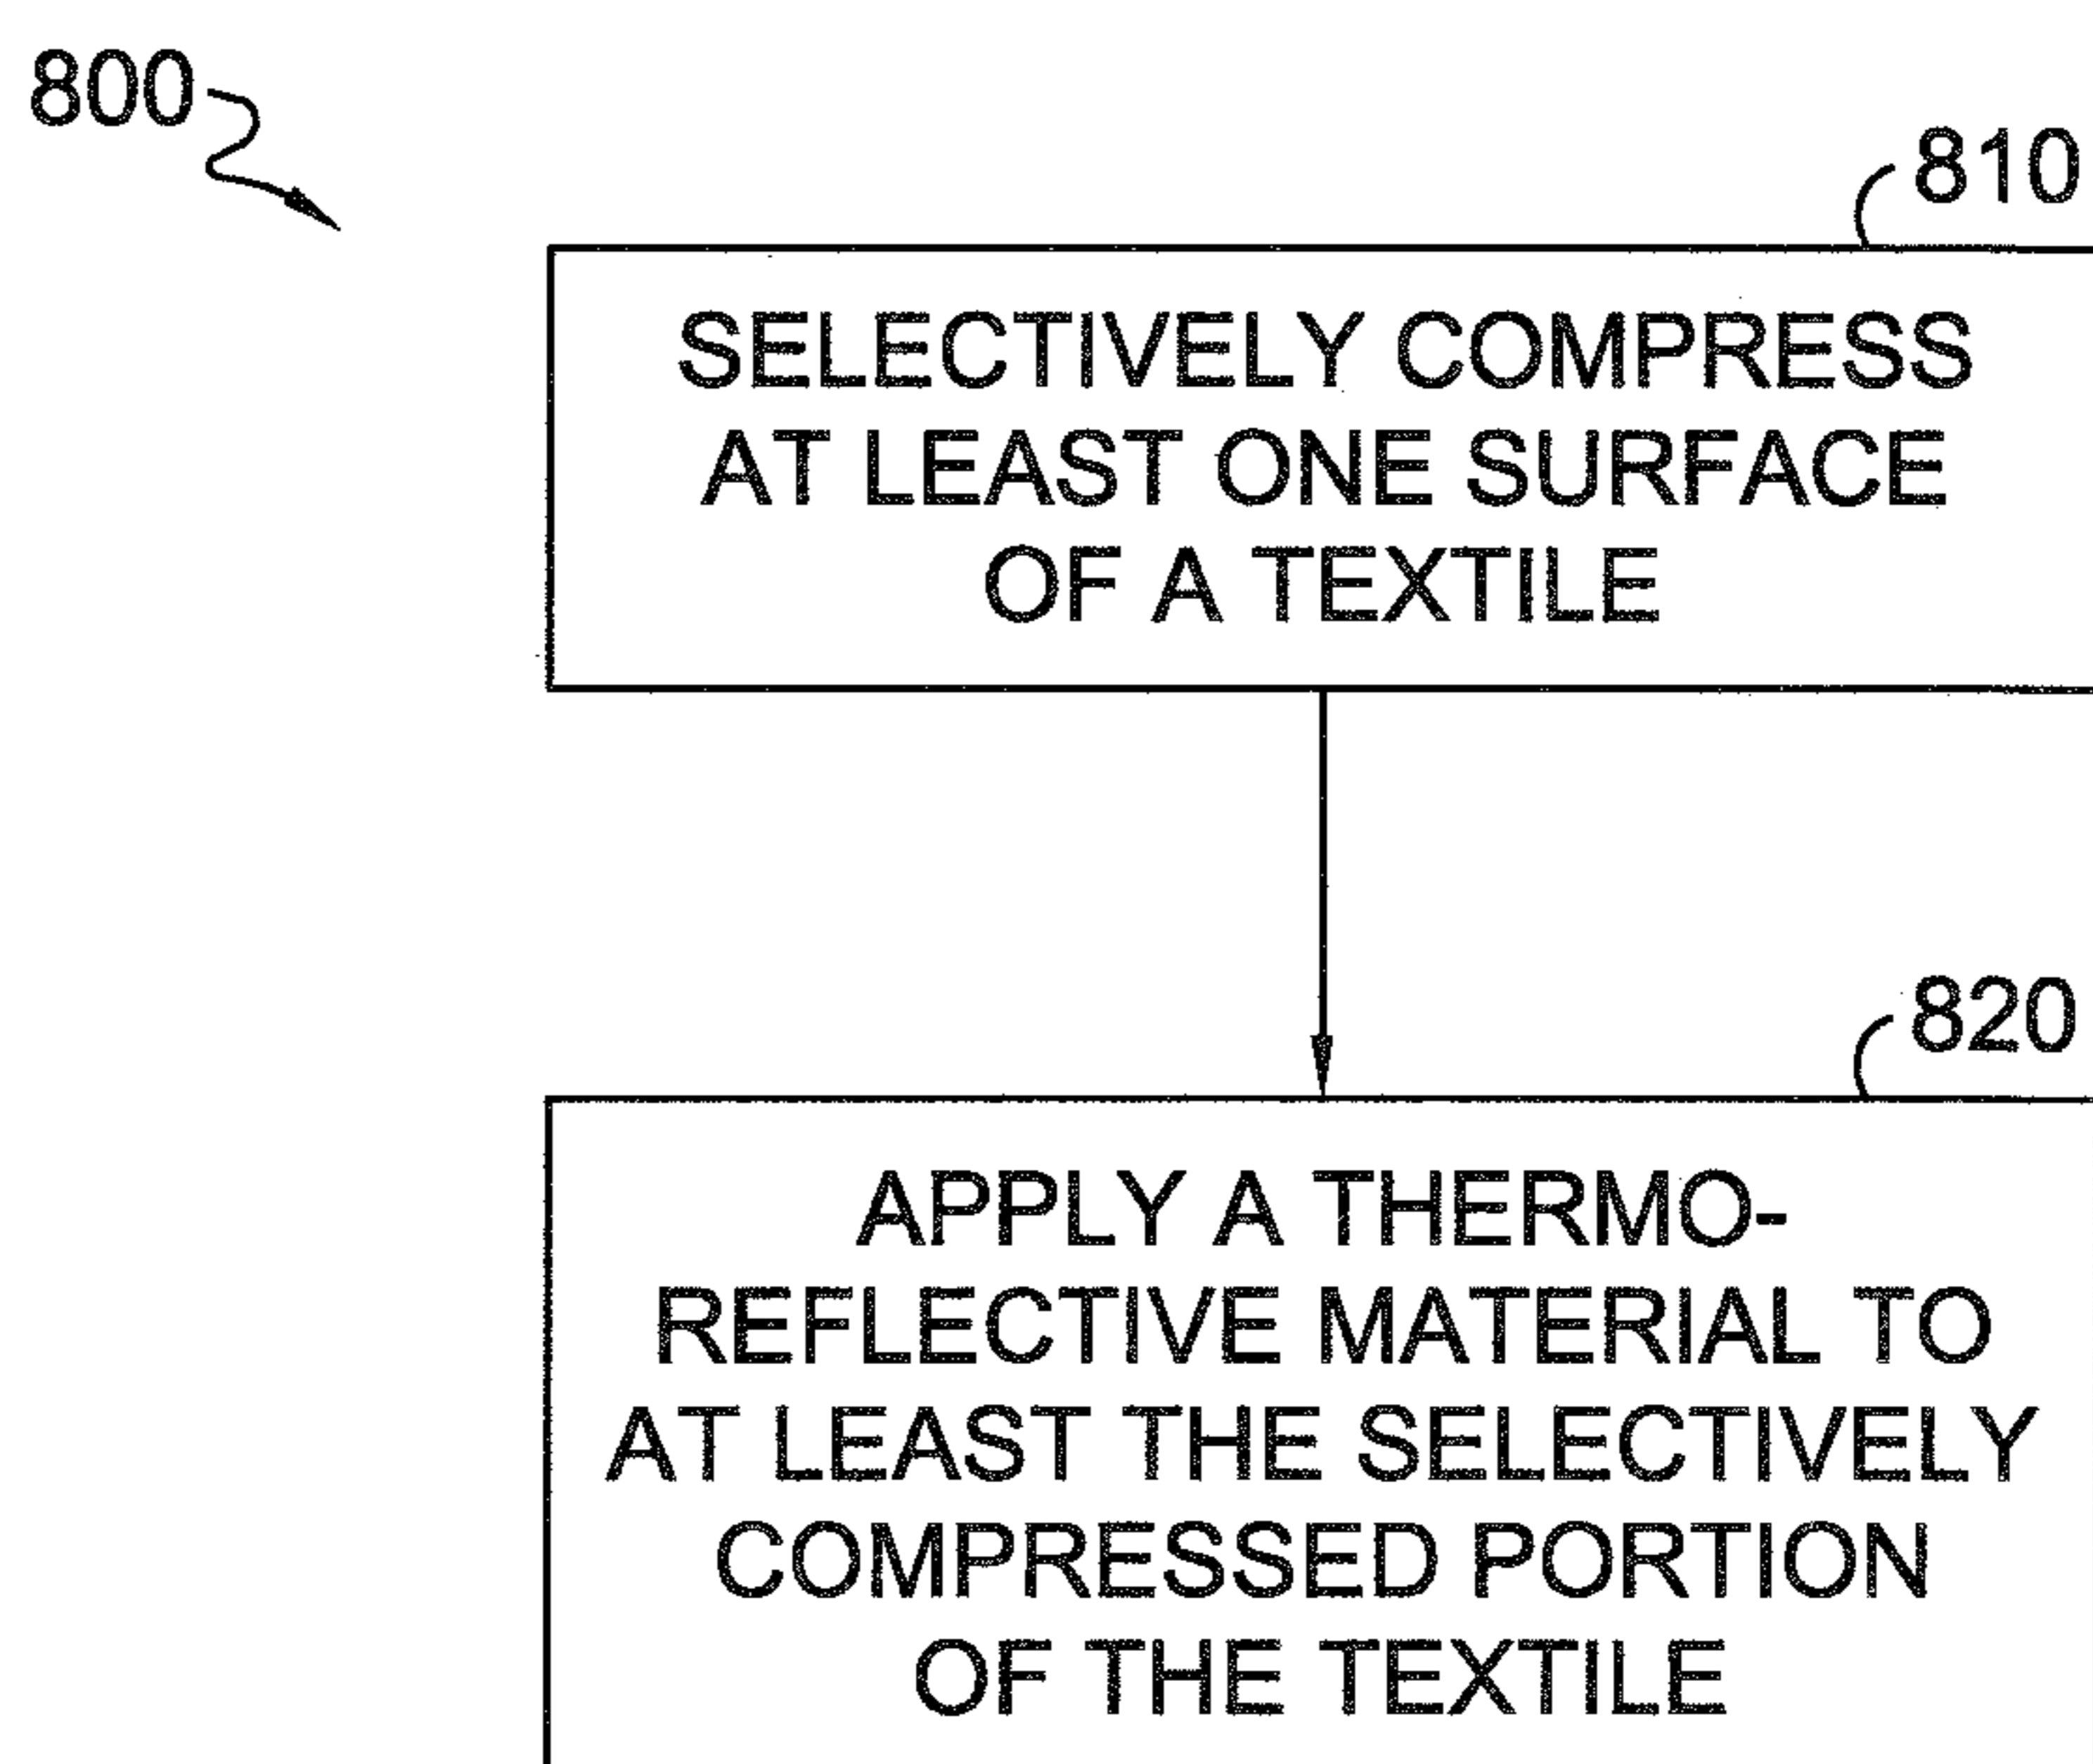 800
810
SELECTIVELY COMPRESS
AT LEAST ONE SURFACE
OF A TEXTILE
820
APPLY A THERMO-
REFLECTIVE MATERIAL TO
AT LEAST THE SELECTIVELY
COMPRESSED PORTION
OF THE TEXTILE